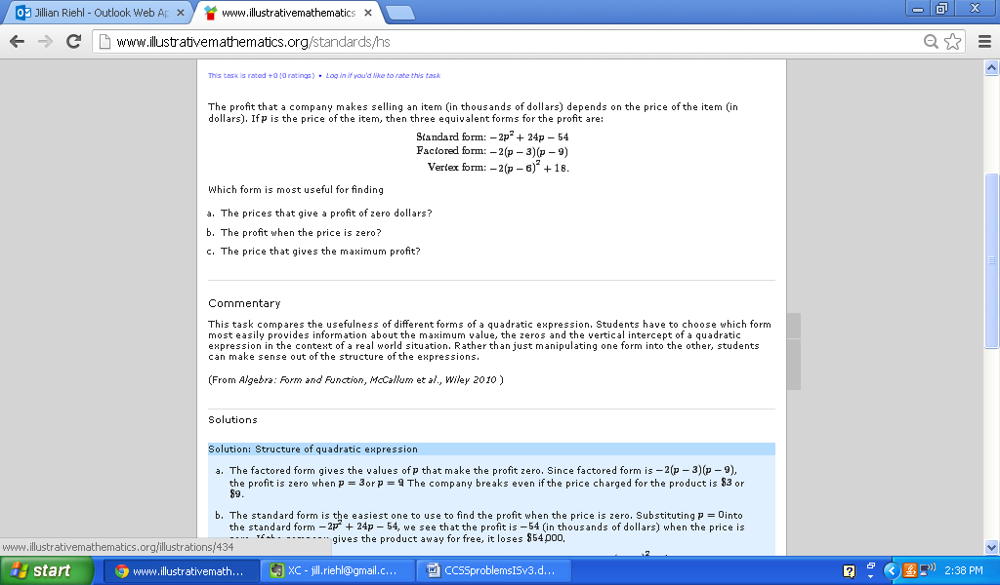 Jillian Riehl - Outlook Web Ap
www.illustrativemathematics
www.illustrativemathematics.org/standards/hs
This task is rated +0 (0 ratings) • Log in if you'd like to rate this task
The profit that a company makes selling an item (in thousands of dollars) depends on the price of the item (in
dollars). If p is the price of the item, then three equivalent forms for the profit are:
Standard form: −2p² + 24p − 54
Factored form: −2(p − 3)(p − 9)
Vertex form: −2(p − 6)² + 18.
Which form is most useful for finding
a. The prices that give a profit of zero dollars?
b. The profit when the price is zero?
c. The price that gives the maximum profit?
Commentary
This task compares the usefulness of different forms of a quadratic expression. Students have to choose which form
most easily provides information about the maximum value, the zeros and the vertical intercept of a quadratic
expression in the context of a real world situation. Rather than just manipulating one form into the other, students
can make sense out of the structure of the expressions.
(From Algebra: Form and Function, McCallum et al., Wiley 2010 )
Solutions
Solution: Structure of quadratic expression
a. The factored form gives the values of p that make the profit zero. Since factored form is −2(p − 3)(p − 9),
the profit is zero when p = 3 or p = 9. The company breaks even if the price charged for the product is $3 or
$9.
b. The standard form is the easiest one to use to find the profit when the price is zero. Substituting p = 0 into
the standard form −2p² + 24p − 54, we see that the profit is −54 (in thousands of dollars) when the price is
gives the product away for free, it loses $54,000.
www.illustrativemathematics.org/illustrations/434
start
www.illustrativemath...
XC - jill.riehl@gmail.c...
CCSSproblemsISv3.d...
2:38 PM